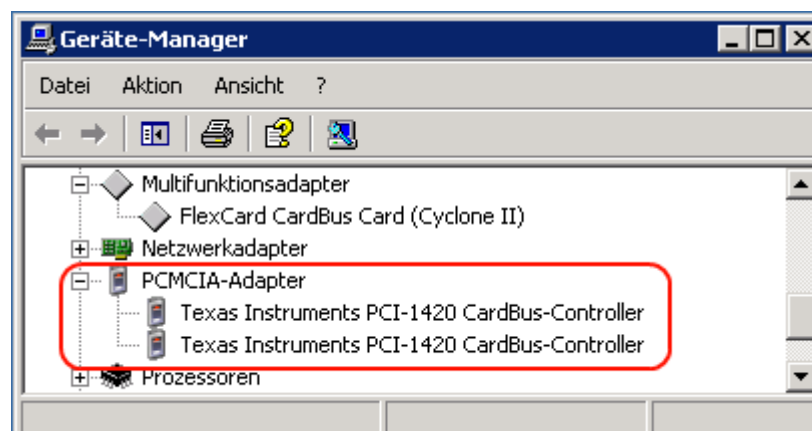 Geräte-Manager
Datei Aktion Ansicht ?
Multifunktionsadapter
FlexCard CardBus Card (Cyclone II)
Netzwerkadapter
PCMCIA-Adapter
Texas Instruments PCI-1420 CardBus-Controller
Texas Instruments PCI-1420 CardBus-Controller
Prozessoren